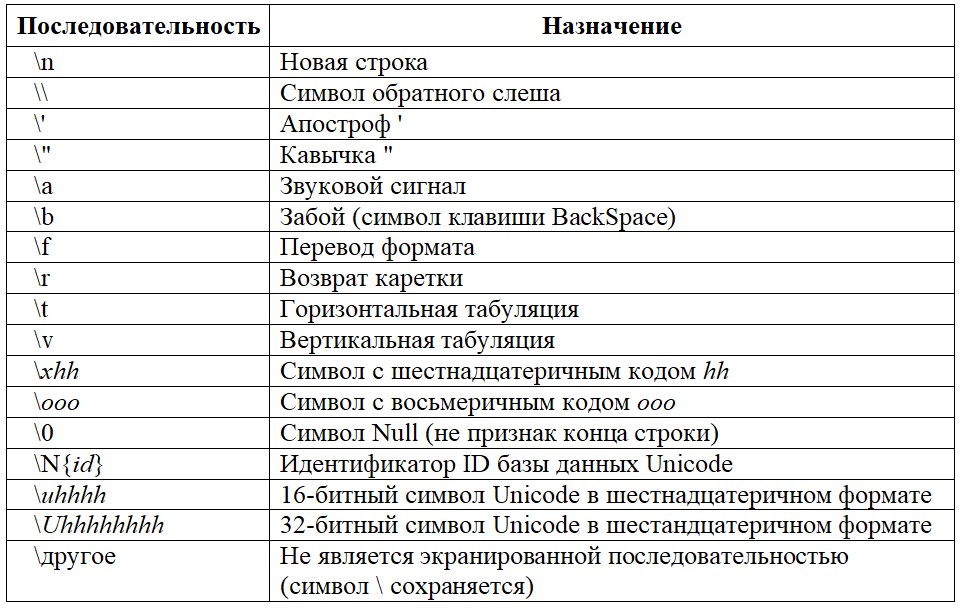 Последовательность Назначение
\n Новая строка
\\ Символ обратного слеша
\' Апостроф '
\" Кавычка "
\a Звуковой сигнал
\b Забой (символ клавиши BackSpace)
\f Перевод формата
\r Возврат каретки
\t Горизонтальная табуляция
\v Вертикальная табуляция
\xhh Символ с шестнадцатеричным кодом hh
\ooo Символ с восьмеричным кодом ooo
\0 Символ Null (не признак конца строки)
\N{id} Идентификатор ID базы данных Unicode
\uhhhh 16-битный символ Unicode в шестнадцатеричном формате
\Uhhhhhhhh 32-битный символ Unicode в шестандцатеричном формате
\другое Не является экранированной последовательностью
(символ \ сохраняется)